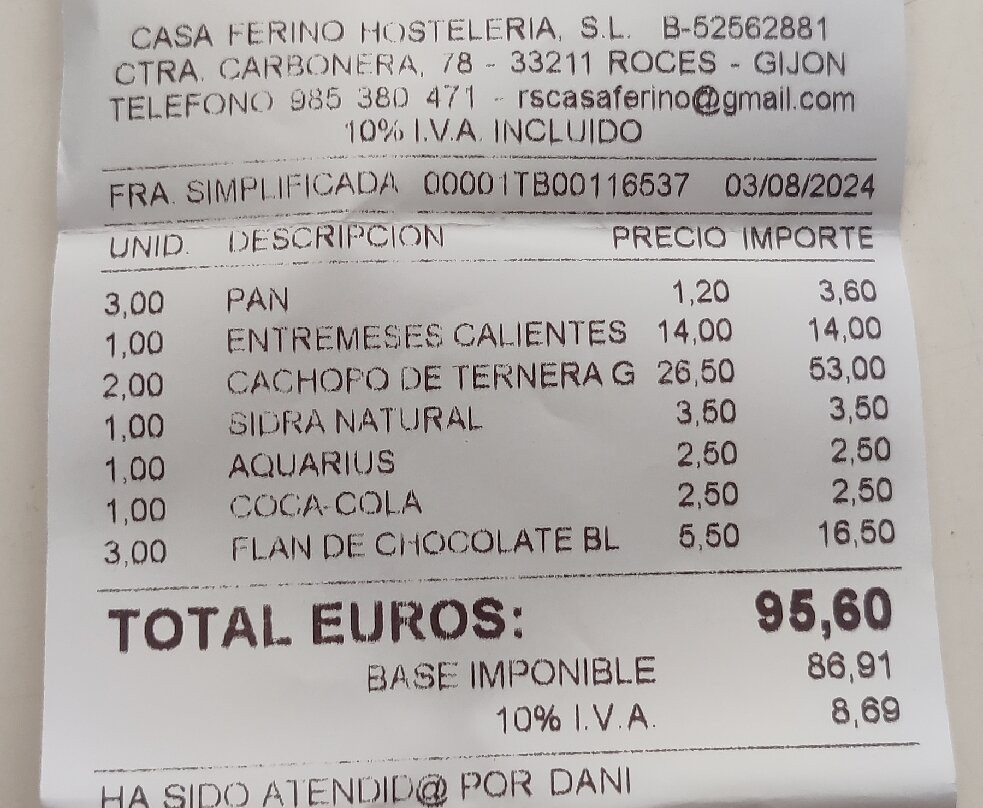 CASA FERINO HOSTELERIA, S.L. B-52562881
CTRA. CARBONERA, 78 - 33211 ROCES - GIJON
TELEFONO 985 380 471 - rscasaferino@gmail.com
10% I.V.A. INCLUIDO
FRA. SIMPLIFICADA 00001TB00116537 03/08/2024
UNID. DESCRIPCION PRECIO IMPORTE
3,00 PAN 1,20 3,60
1,00 ENTREMESES CALIENTES 14,00 14,00
2,00 CACHOPO DE TERNERA G 26,50 53,00
1,00 SIDRA NATURAL 3,50 3,50
1,00 AQUARIUS 2,50 2,50
1,00 COCA-COLA 2,50 2,50
3,00 FLAN DE CHOCOLATE BL 5,50 16,50
TOTAL EUROS: 95,60
BASE IMPONIBLE 86,91
10% I.V.A. 8,69
HA SIDO ATENDID@ POR DANI